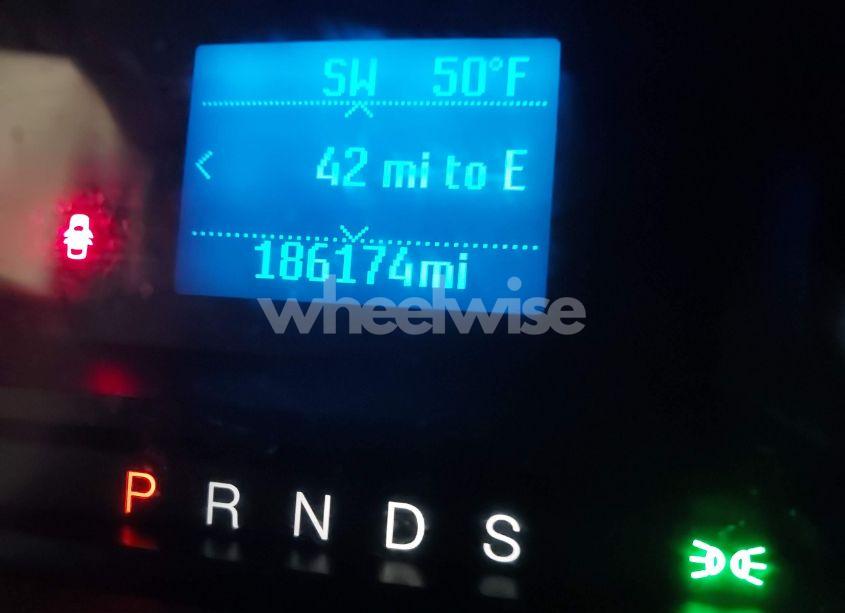 SW 50°F
42 mi to E
186174mi
wheelwise
P R N D S